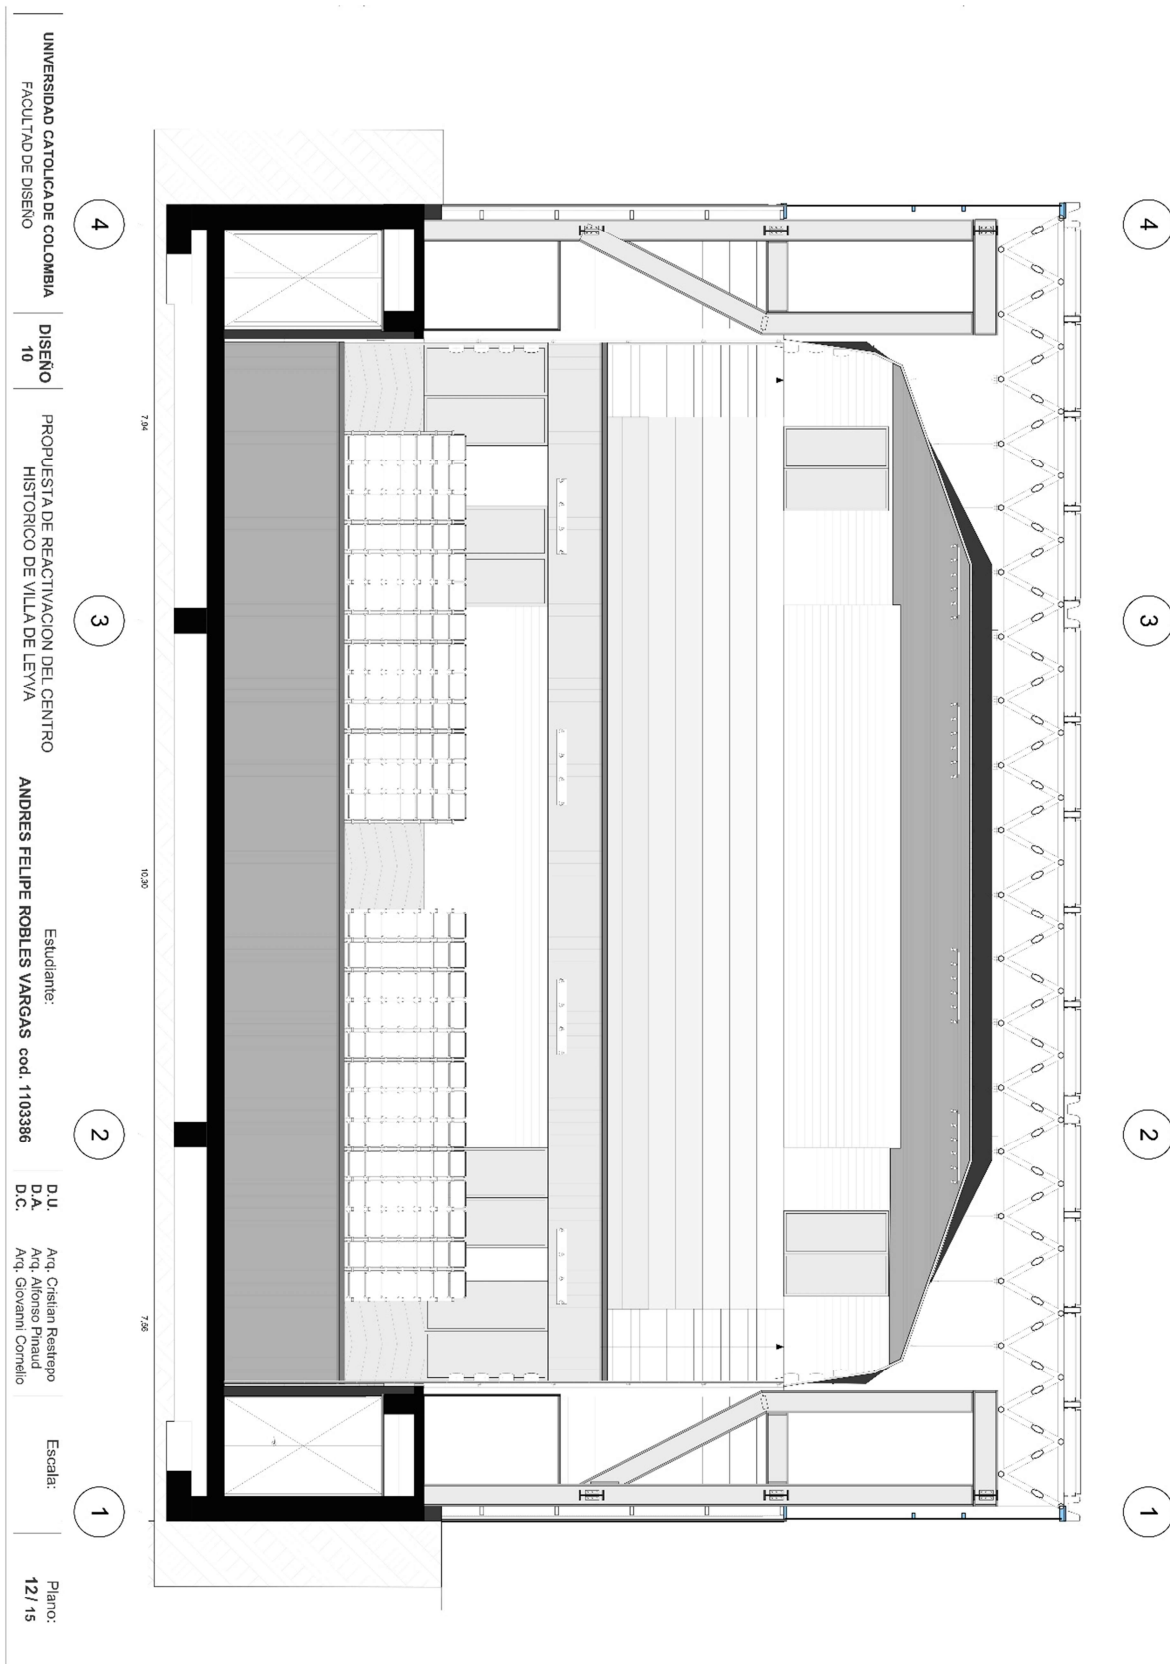 4
3
2
1
4
3
2
1
7,94
10,30
7,56
UNIVERSIDAD CATOLICA DE COLOMBIA
FACULTAD DE DISEÑO
DISEÑO
10
PROPUESTA DE REACTIVACION DEL CENTRO
HISTORICO DE VILLA DE LEYVA
Estudiante:
ANDRES FELIPE ROBLES VARGAS cod. 1103386
D.U. Arq. Cristian Restrepo
D.A. Arq. Alfonso Pinaud
D.C. Arq. Giovanni Cornelio
Escala:
Plano:
12/ 15